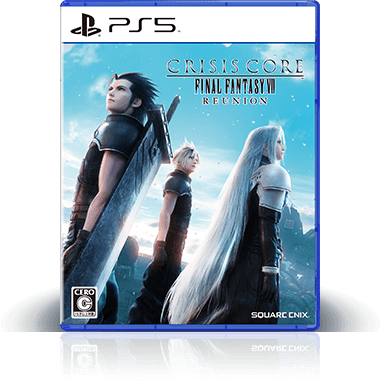 PS5
CRISIS CORE
FINAL FANTASY VII
REUNION
CERO
C
SQUARE ENIX